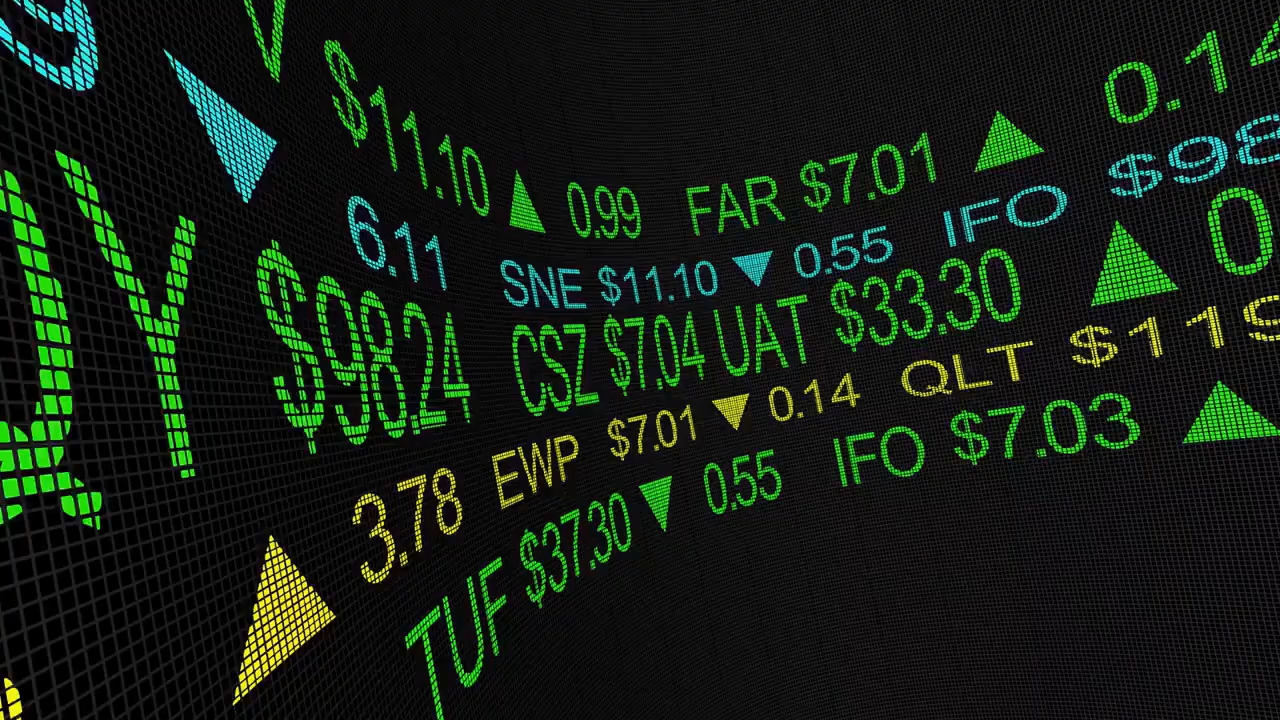 $11.10 ▲ 0.99 FAR $7.01 ▲ 0.14
6.11 SNE $11.10 ▼ 0.55 IFO $98
QY $98.24 CSZ $7.04 UAT $33.30 ▲ 0
3.78 EWP $7.01 ▼ 0.14 QLT $119
TUF $37.30 ▼ 0.55 IFO $7.03 ▲